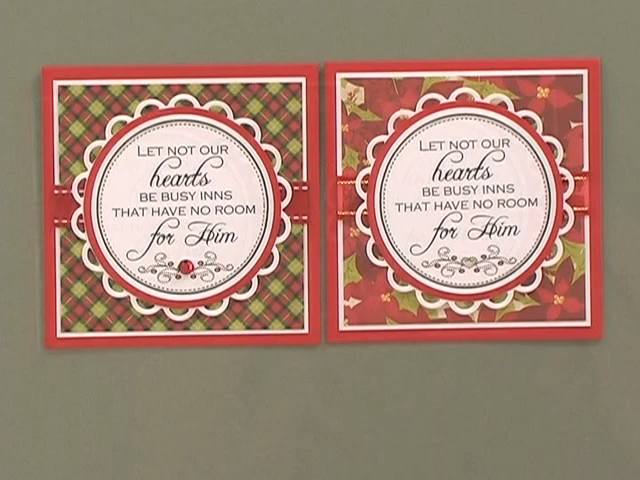 LET NOT OUR
hearts
BE BUSY INNS
THAT HAVE NO ROOM
for Him
LET NOT OUR
hearts
BE BUSY INNS
THAT HAVE NO ROOM
for Him